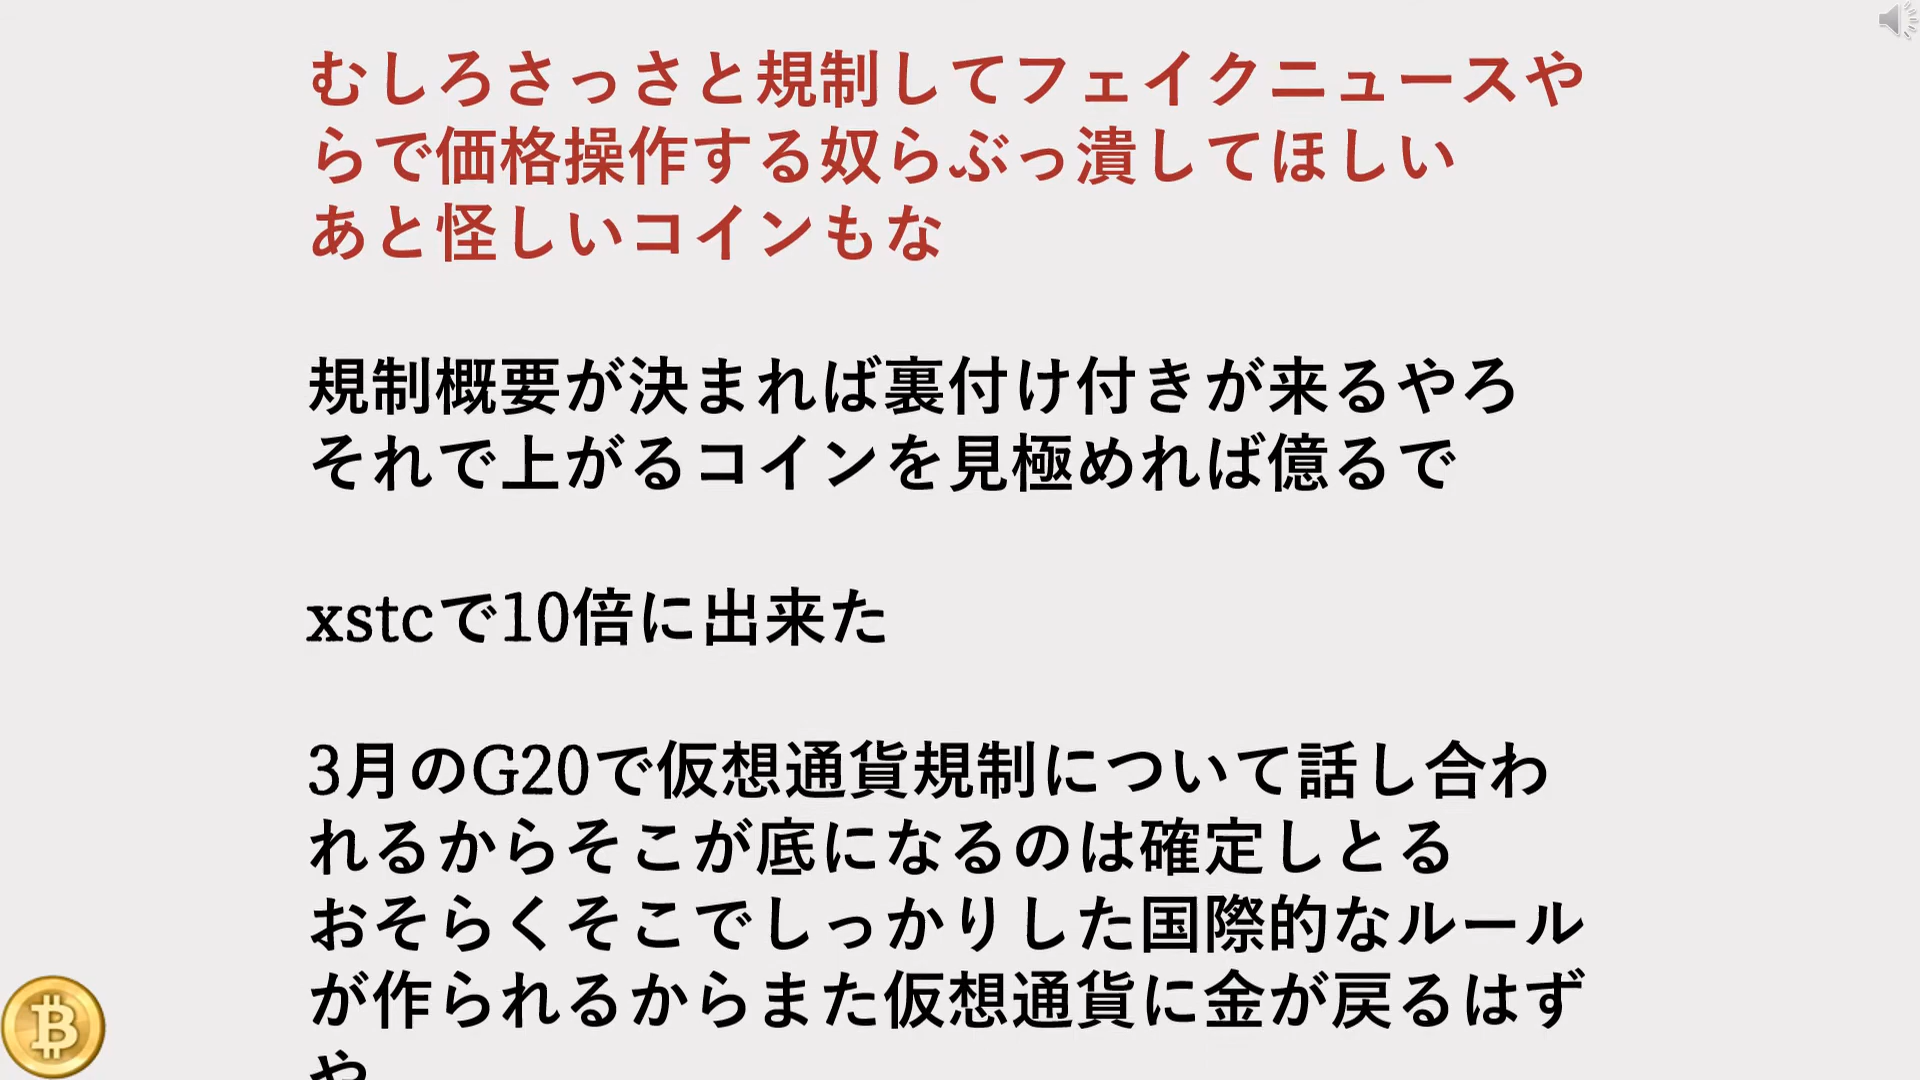 むしろさっさと規制してフェイクニュースや
らで価格操作する奴らぶっ潰してほしい
あと怪しいコインもな
規制概要が決まれば裏付け付きが来るやろ
それで上がるコインを見極めれば億るで
xstcで10倍に出来た
3月のG20で仮想通貨規制について話し合わ
れるからそこが底になるのは確定しとる
おそらくそこでしっかりした国際的なルール
が作られるからまた仮想通貨に金が戻るはず
や